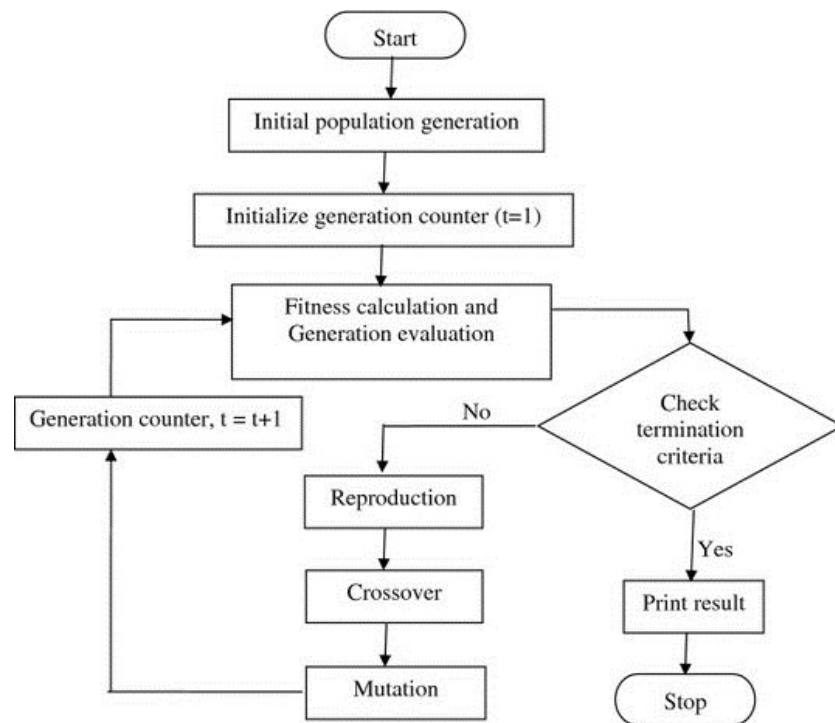 Start
Initial population generation
Initialize generation counter (t=1)
Fitness calculation and
Generation evaluation
Generation counter, t = t+1
No
Check
termination
criteria
Reproduction
Yes
Crossover
Print result
Mutation
Stop